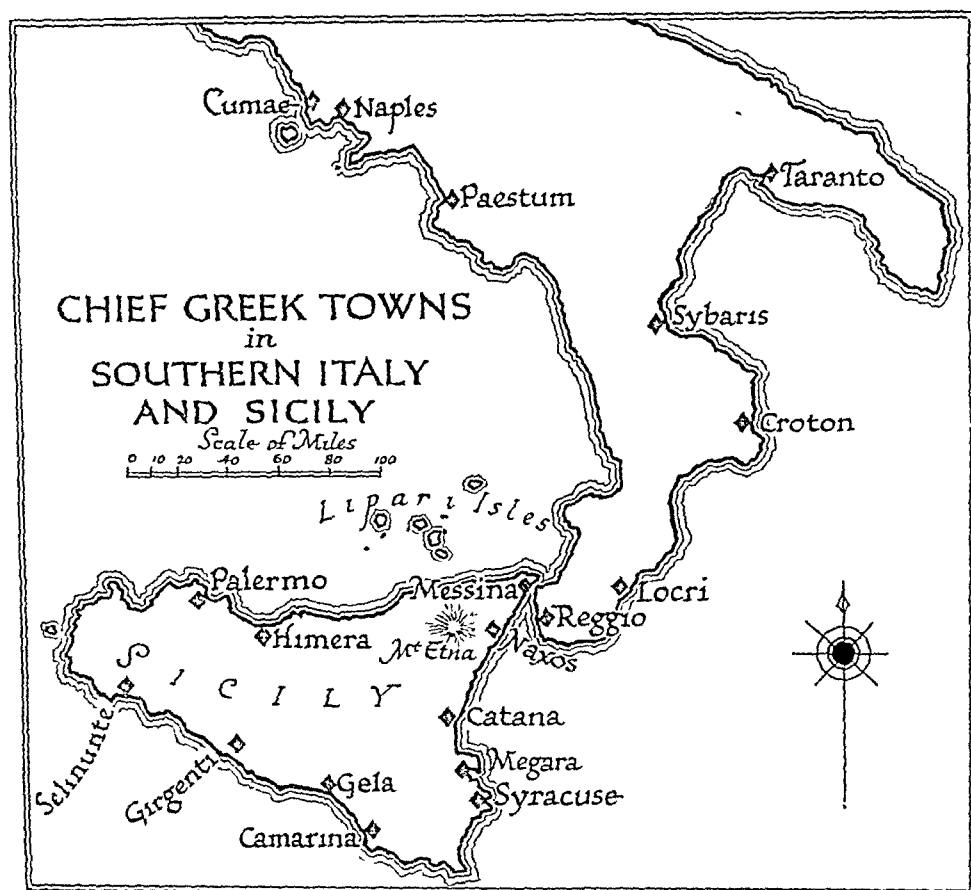 Cumae
Naples
Paestum
Taranto
CHIEF GREEK TOWNS
in
SOUTHERN ITALY
AND SICILY
Scale of Miles
0 10 20 40 60 80 100
Sybaris
Croton
Lipari Isles
Palermo
Messina
Locri
Himera
Mt Etna
Naxos
Reggio
SICILY
Selinunte
Girgenti
Catana
Megara
Gela
Syracuse
Camarina